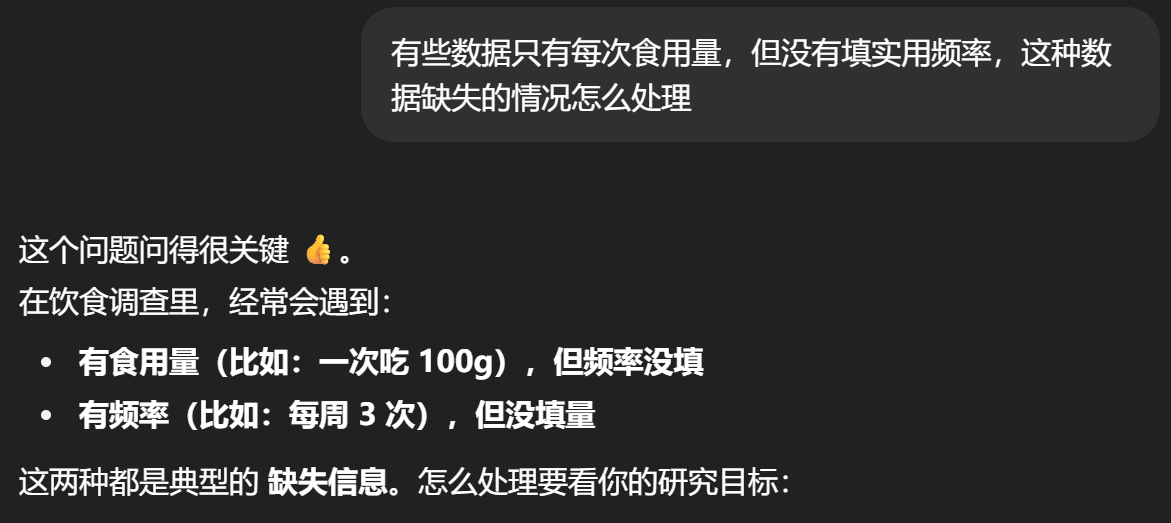 有些数据只有每次食用量，但没有填实用频率，这种数
据缺失的情况怎么处理
这个问题问得很关键 👍。
在饮食调查里，经常会遇到：
• 有食用量（比如：一次吃 100g），但频率没填
• 有频率（比如：每周 3 次），但没填量
这两种都是典型的 缺失信息。怎么处理要看你的研究目标：